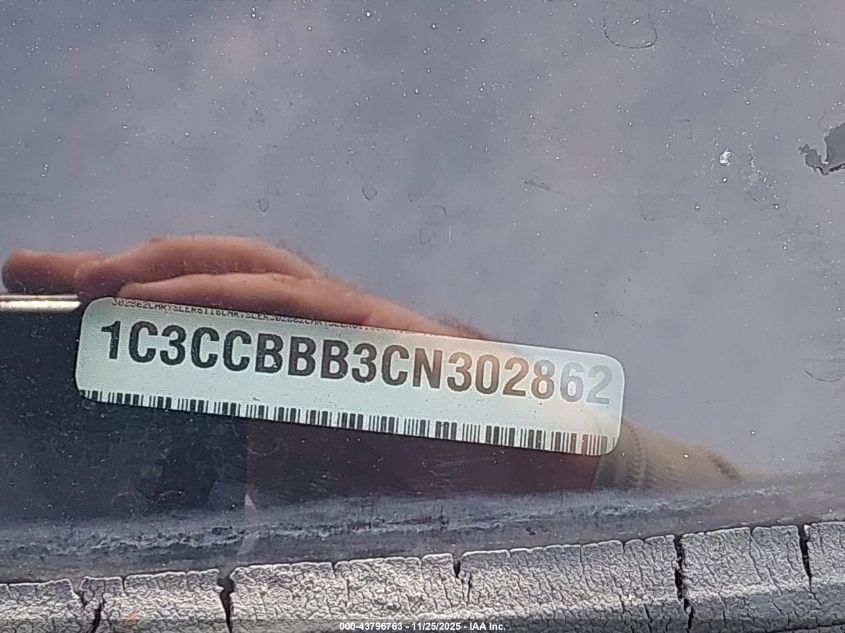 1C3CCBBB3CN302862
000-43796763 - 11/25/2025 - IAA Inc.